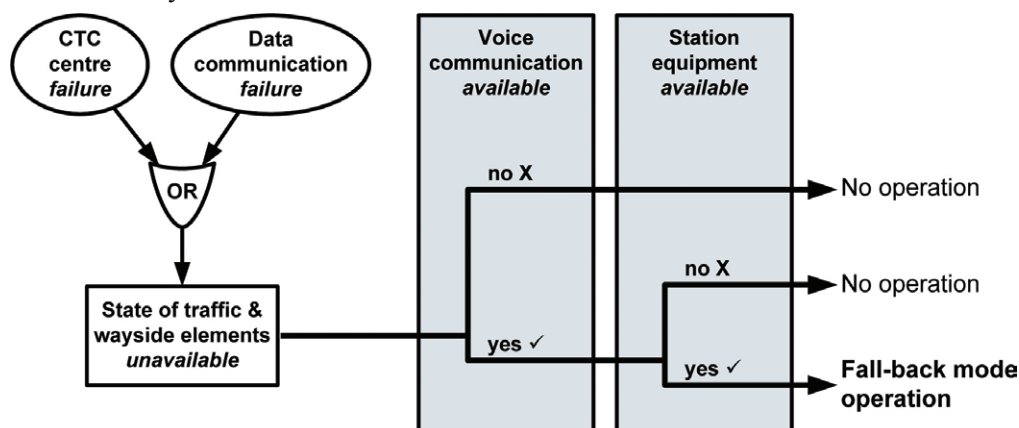 CTC
centre
failure
Data
communication
failure
OR
State of traffic &
wayside elements
unavailable
Voice
communication
available
Station
equipment
available
no X
No operation
no X
No operation
yes ✓
yes ✓
Fall-back mode
operation